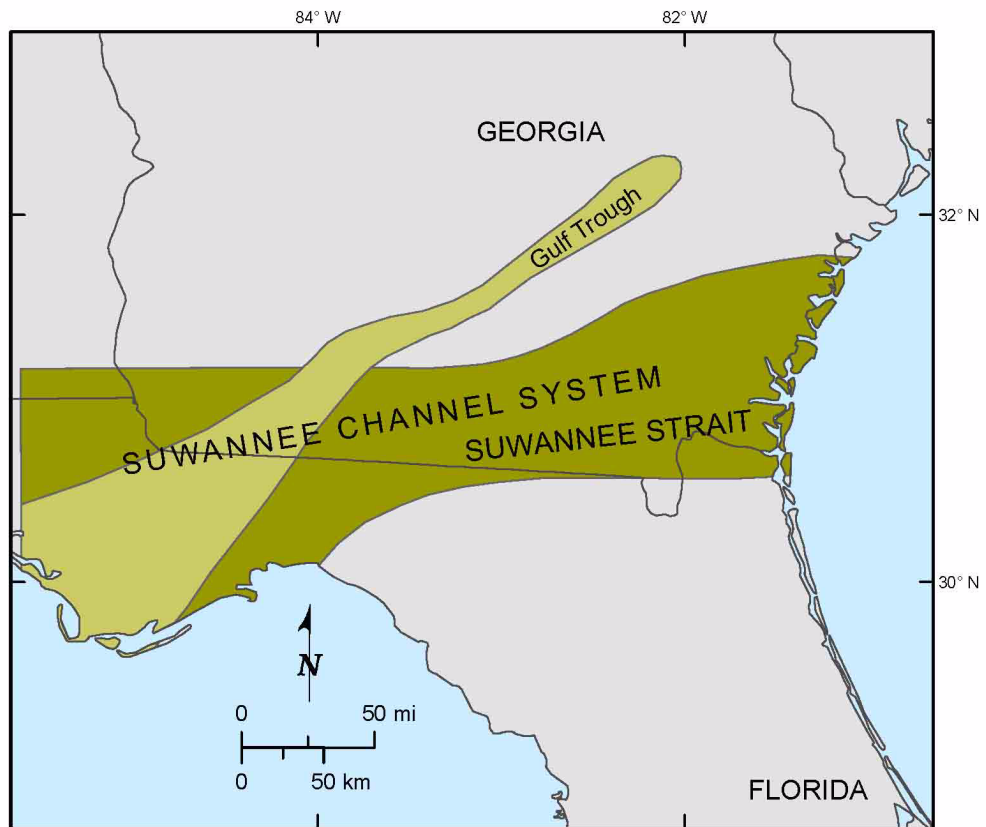 84° W
82° W
GEORGIA
Gulf Trough
32° N
SUWANNEE CHANNEL SYSTEM
SUWANNEE STRAIT
30° N
N
0 50 mi
0 50 km
FLORIDA